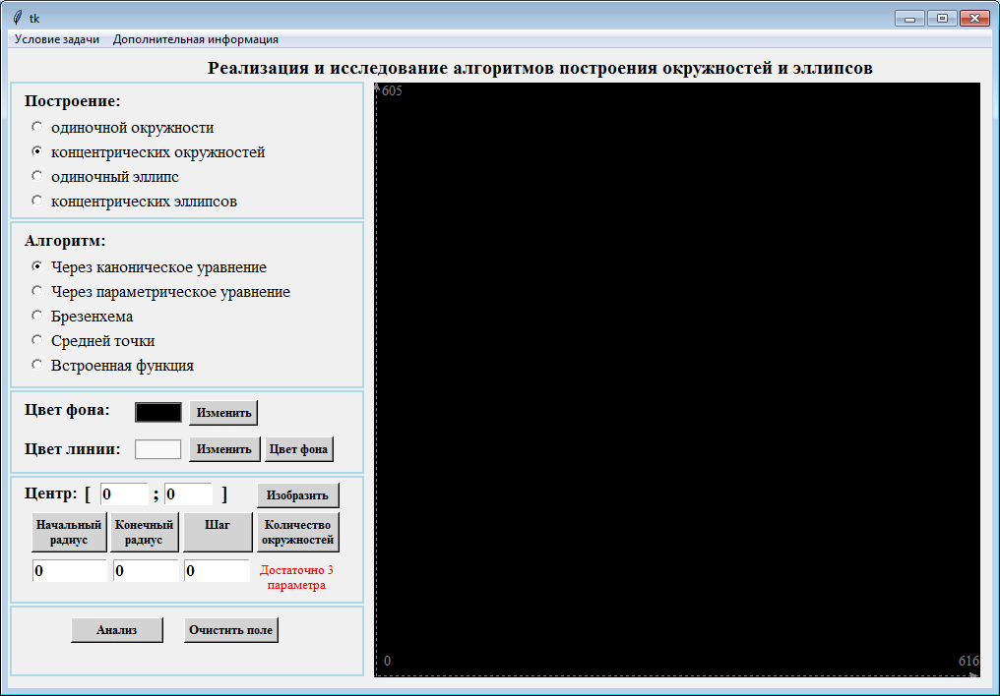 tk
Условие задачи Дополнительная информация
Реализация и исследование алгоритмов построения окружностей и эллипсов
Построение:
одиночной окружности
концентрических окружностей
одиночный эллипс
концентрических эллипсов
Алгоритм:
Через каноническое уравнение
Через параметрическое уравнение
Брезенхема
Средней точки
Встроенная функция
Цвет фона: Изменить
Цвет линии: Изменить Цвет фона
Центр: [ 0 ; 0 ] Изобразить
Начальный
радиус
Конечный
радиус
Шаг
Количество
окружностей
0 0 0
Достаточно 3
параметра
Анализ Очистить поле
605
0 616